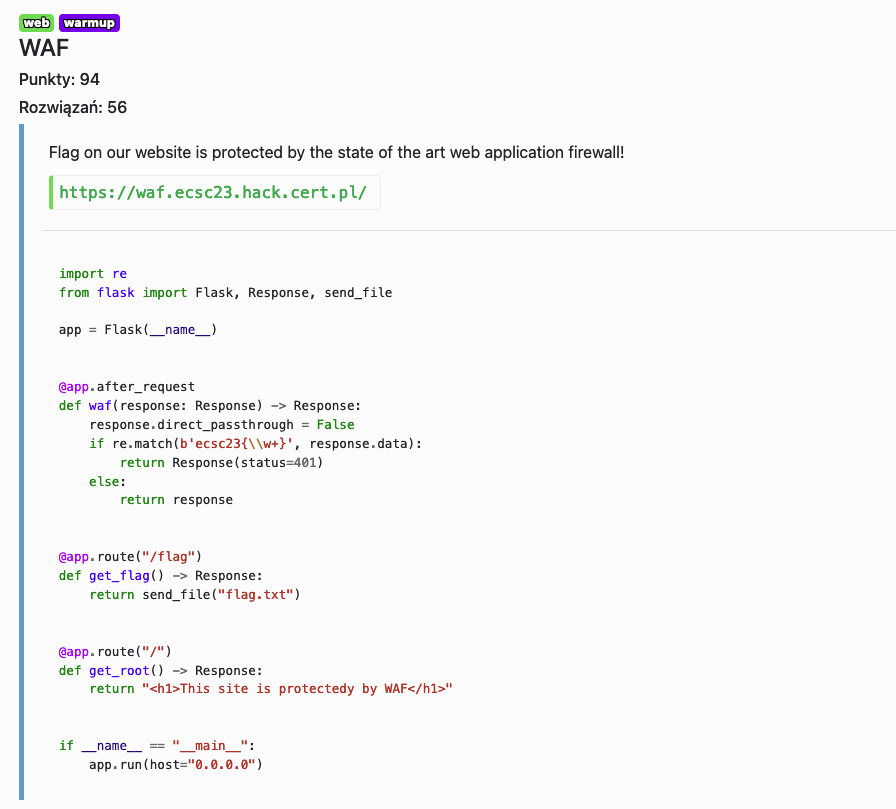 web warmup
WAF
Punkty: 94
Rozwiązań: 56
Flag on our website is protected by the state of the art web application firewall!
https://waf.ecsc23.hack.cert.pl/
import re
from flask import Flask, Response, send_file
app = Flask(__name__)
@app.after_request
def waf(response: Response) -> Response:
    response.direct_passthrough = False
    if re.match(b'ecsc23{\\w+}', response.data):
        return Response(status=401)
    else:
        return response
@app.route("/flag")
def get_flag() -> Response:
    return send_file("flag.txt")
@app.route("/")
def get_root() -> Response:
    return "<h1>This site is protectedy by WAF</h1>"
if __name__ == "__main__":
    app.run(host="0.0.0.0")